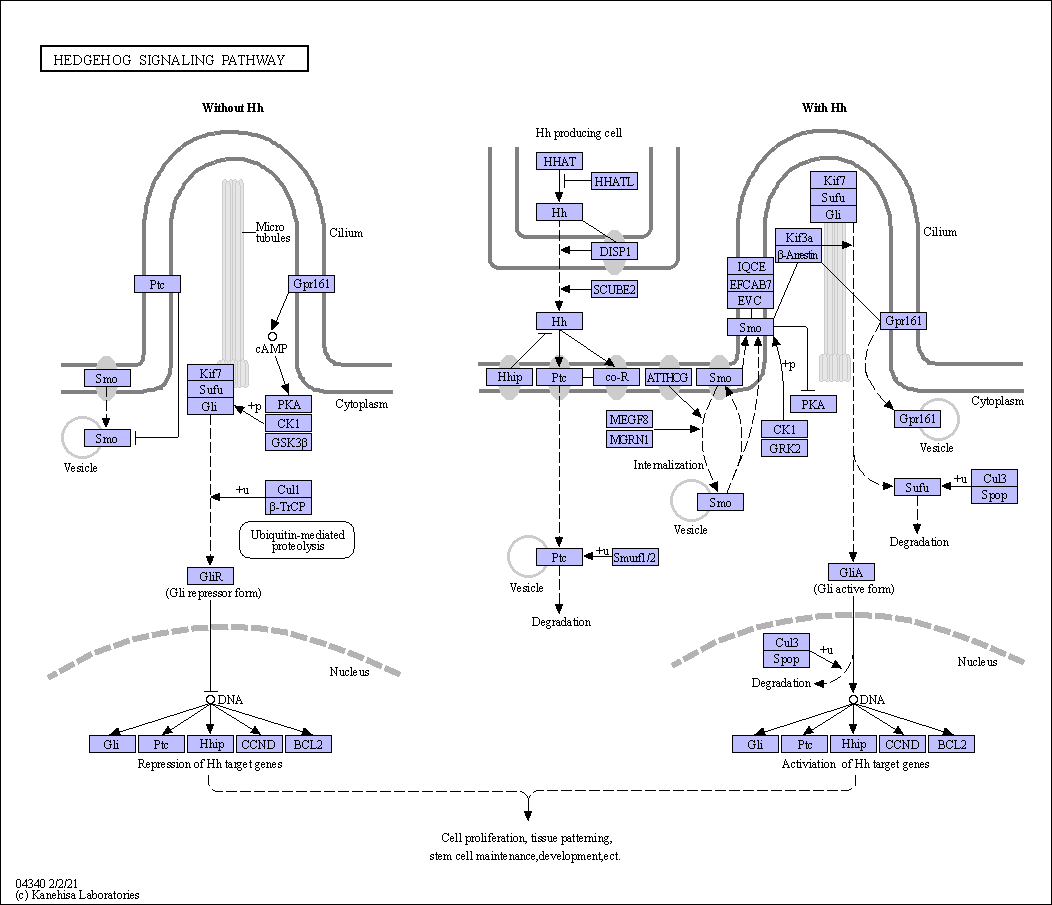 HEDGEHOG SIGNALING PATHWAY
Without Hh
With Hh
Hh producing cell
HHAT
HHATL
Hh
DISP1
SCUBE2
Hh
Micro
tubules
Cilium
Ptc
Gpr161
cAMP
Smo
Kif7
Sufu
Gli
+p
PKA
CK1
GSK3β
Cytoplasm
Smo
Vesicle
+u
Cul1
β-TrCP
Ubiquitin-mediated
proteolysis
GliR
(Gli repressor form)
Nucleus
DNA
Gli
Ptc
Hhip
CCND
BCL2
Repression of Hh target genes
Kif7
Sufu
Gli
Kif3a
β-Arrestin
Cilium
IQCE
EFCAB7
EVC
Smo
Gpr161
Hhip
Ptc
co-R
ATTHOG
Smo
+p
PKA
Cytoplasm
MEGF8
MGRN1
CK1
GRK2
Gpr161
Vesicle
Internalization
Smo
Vesicle
Sufu
+u
Cul3
Spop
Degradation
Ptc
+u
Smurf1/2
Vesicle
Degradation
GliA
(Gli active form)
Cul3
Spop
+u
Nucleus
Degradation
DNA
Gli
Ptc
Hhip
CCND
BCL2
Activiation of Hh target genes
Cell proliferation, tissue patterning,
stem cell maintenance,development,ect.
04340 2/2/21
(c) Kanehisa Laboratories